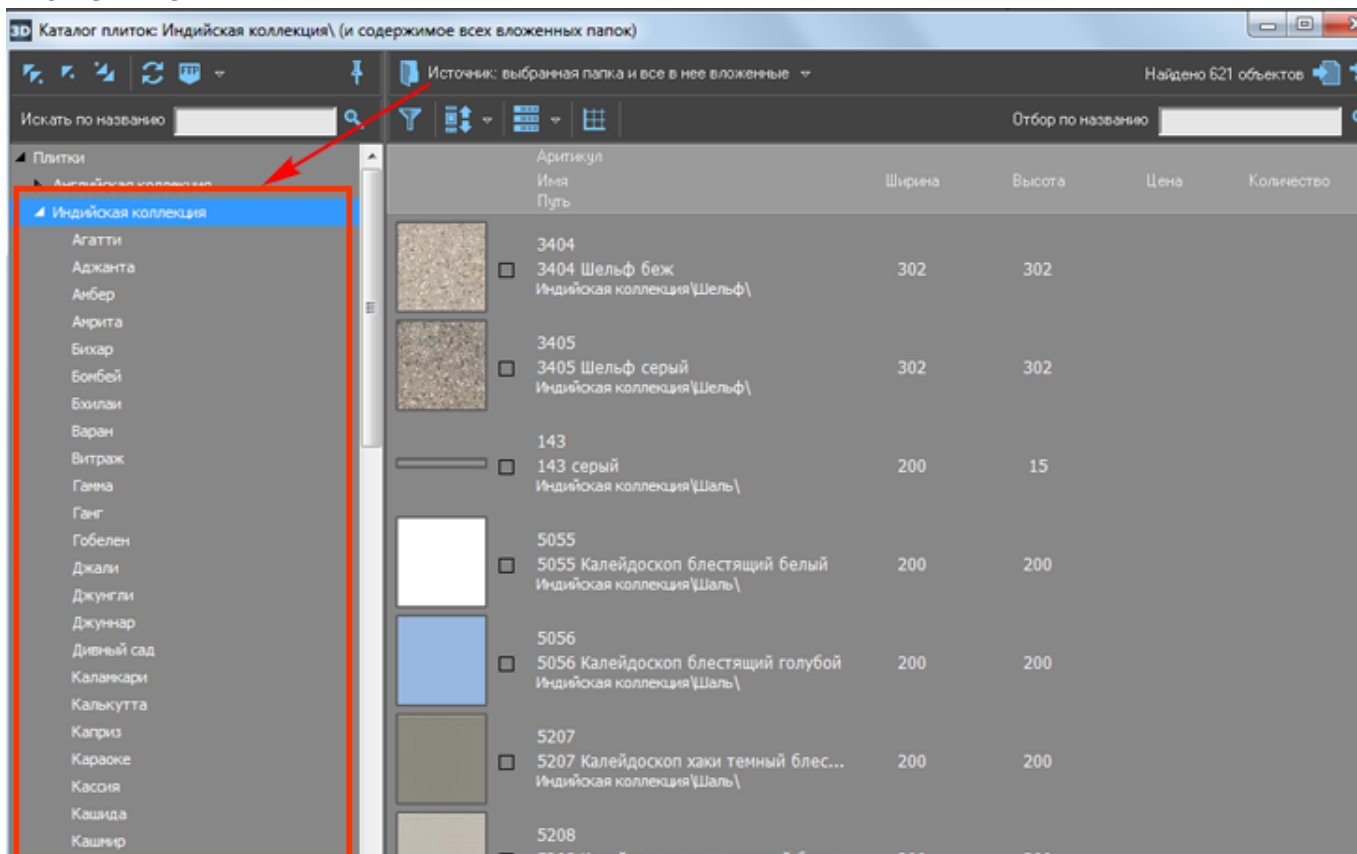 3D Каталог плиток: Индийская коллекция\ (и содержимое всех вложенных папок)
FTP
Источник: выбранная папка и все в нее вложенные
Найдено 621 объектов
Искать по названию
Отбор по названию
Плитки
Английская коллекция
Индийская коллекция
Агатти
Аджанта
Амбер
Амрита
Бихар
Бомбей
Бхилаи
Варан
Витраж
Гамма
Ганг
Гобелен
Джали
Джунгли
Джуннар
Дивный сад
Каламкари
Калькутта
Каприз
Караоке
Кассия
Кашида
Кашмир
Аритикул
Имя
Путь
Ширина
Высота
Цена
Количество
3404
3404 Шельф беж
Индийская коллекция\Шельф\
302
302
3405
3405 Шельф серый
Индийская коллекция\Шельф\
302
302
143
143 серый
Индийская коллекция\Шаль\
200
15
5055
5055 Калейдоскоп блестящий белый
Индийская коллекция\Шаль\
200
200
5056
5056 Калейдоскоп блестящий голубой
Индийская коллекция\Шаль\
200
200
5207
5207 Калейдоскоп хаки темный блес...
Индийская коллекция\Шаль\
200
200
5208